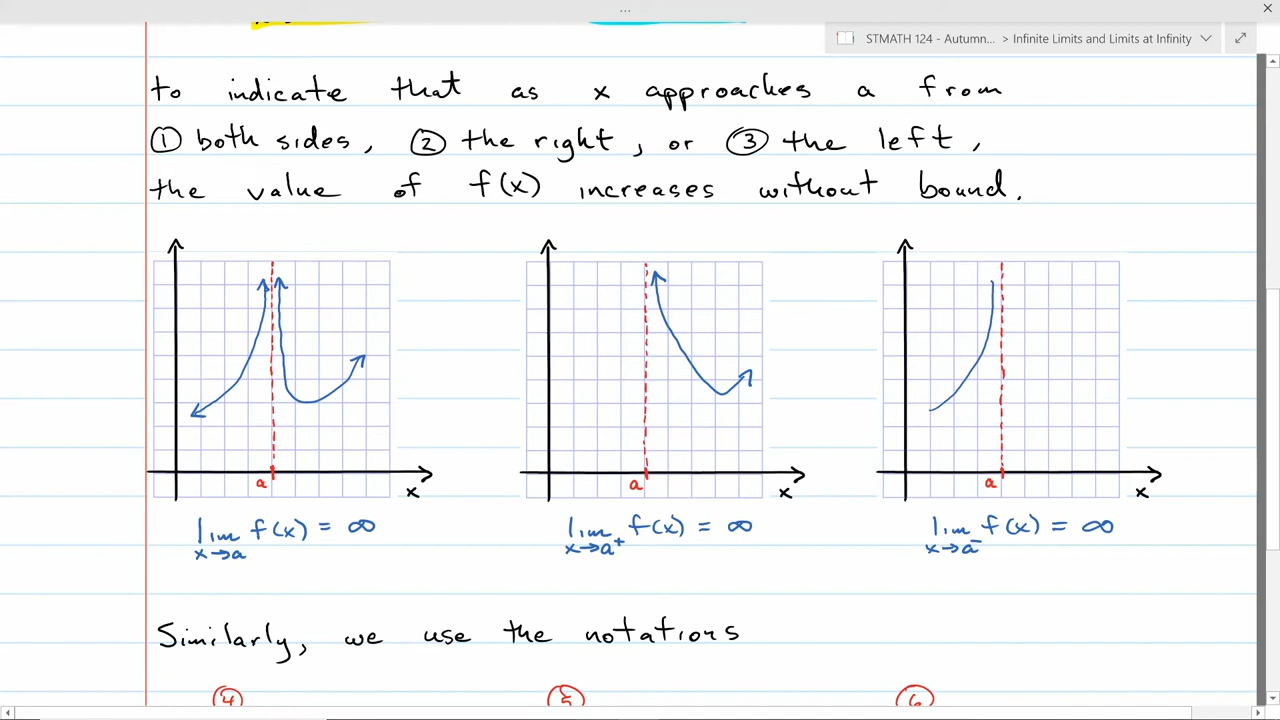 ...
STMATH 124 - Autumn... > Infinite Limits and Limits at Infinity
to indicate that as x approaches a from
① both sides, ② the right, or ③ the left,
the value of f(x) increases without bound.
a x
a x
a x
lim x→a f(x) = ∞
lim x→a⁺ f(x) = ∞
lim x→a⁻ f(x) = ∞
Similarly, we use the notations
④ ⑤ ⑥